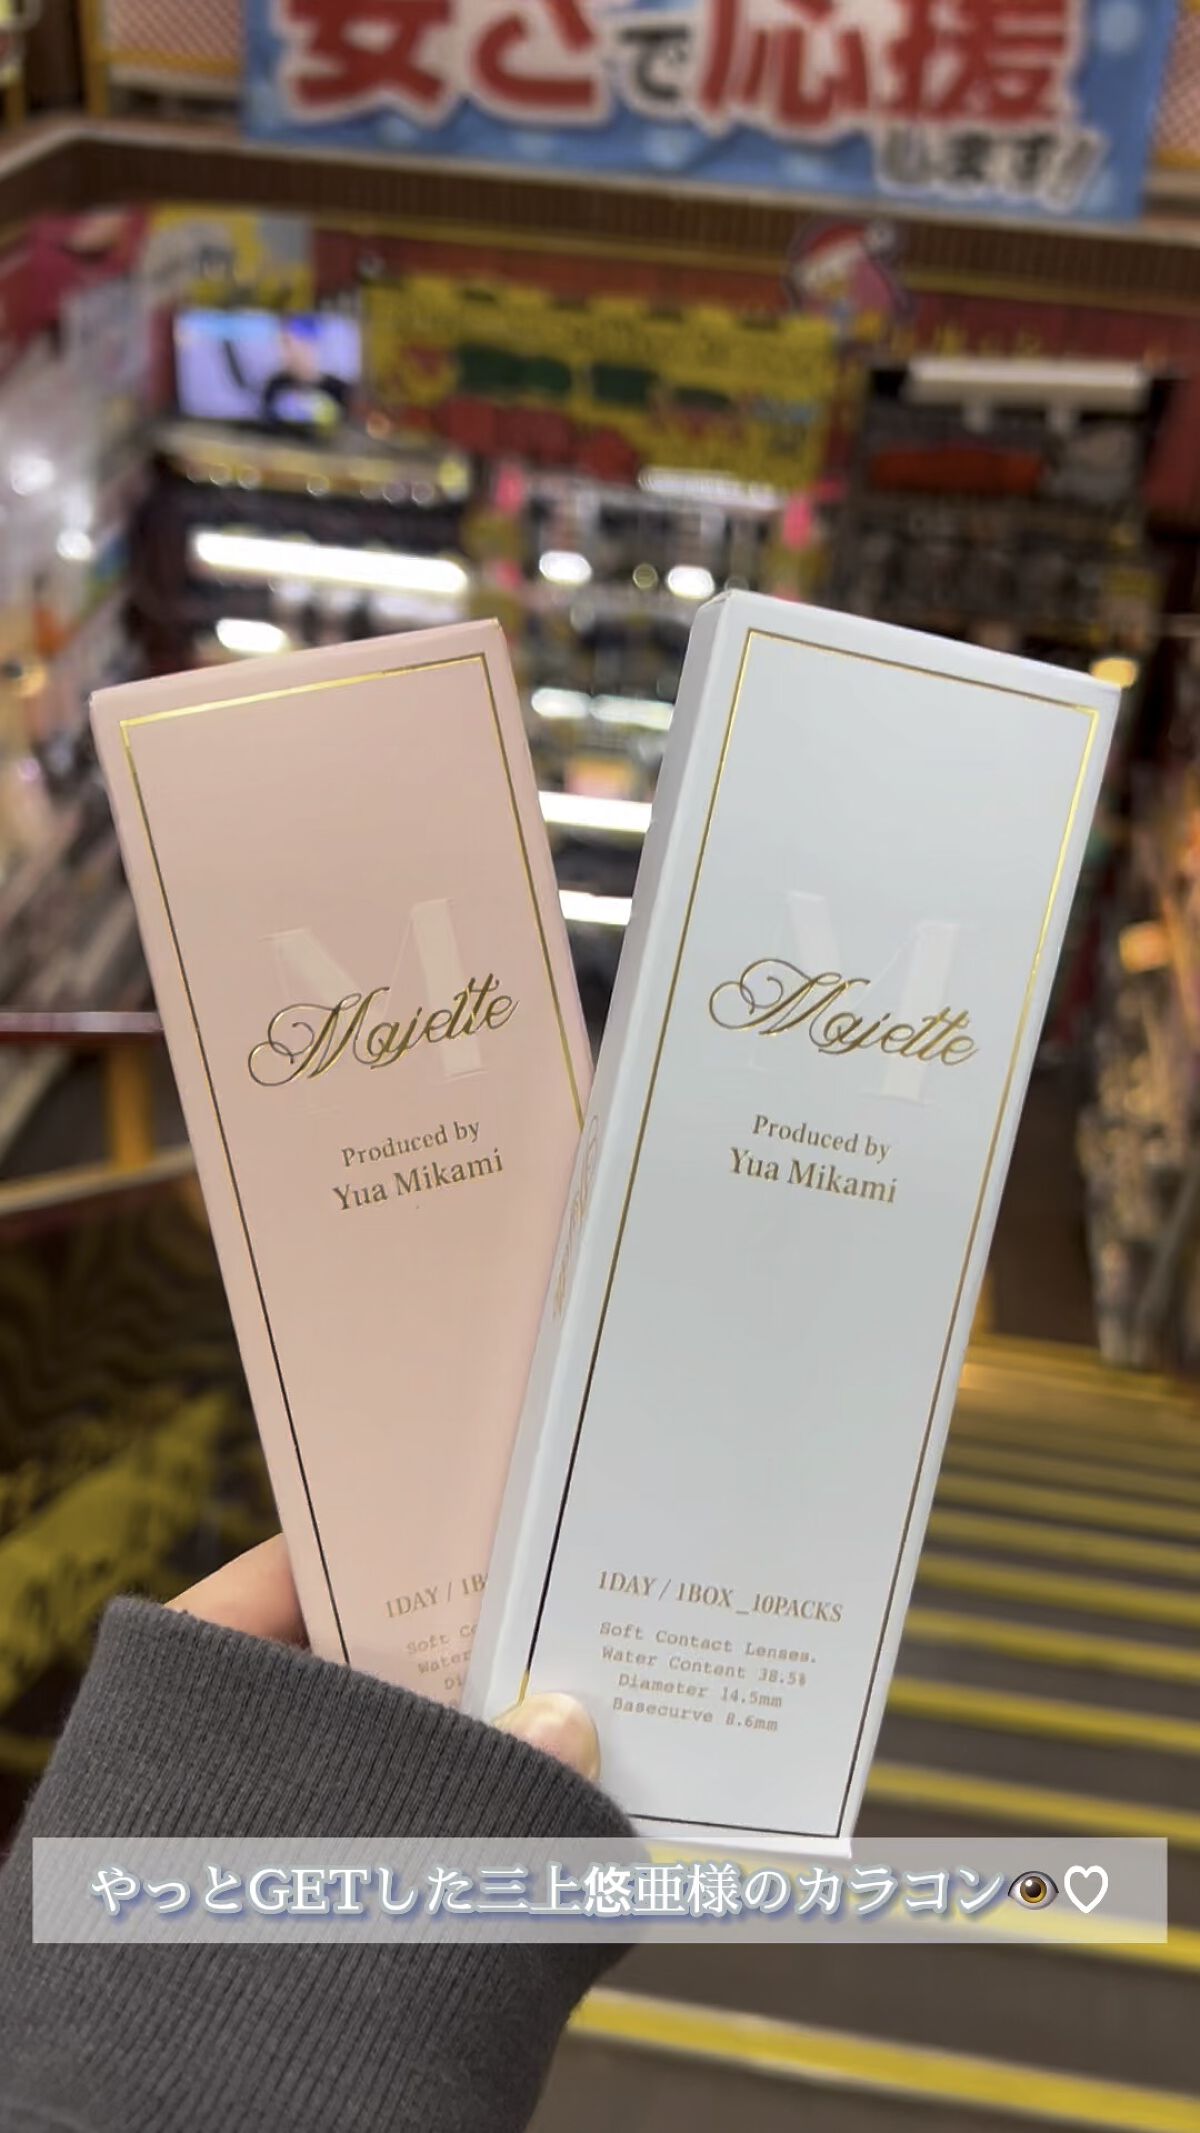 安さで応援
します!
Majette
Produced by
Yua Mikami
1DAY / 1B
Soft
Water
Majette
Produced by
Yua Mikami
1DAY / 1BOX_10PACKS
Soft Contact Lenses.
Water Content 38.5%
Diameter 14.5mm
Basecurve 8.6mm
やっとGETした三上悠亜様のカラコン👁️♡